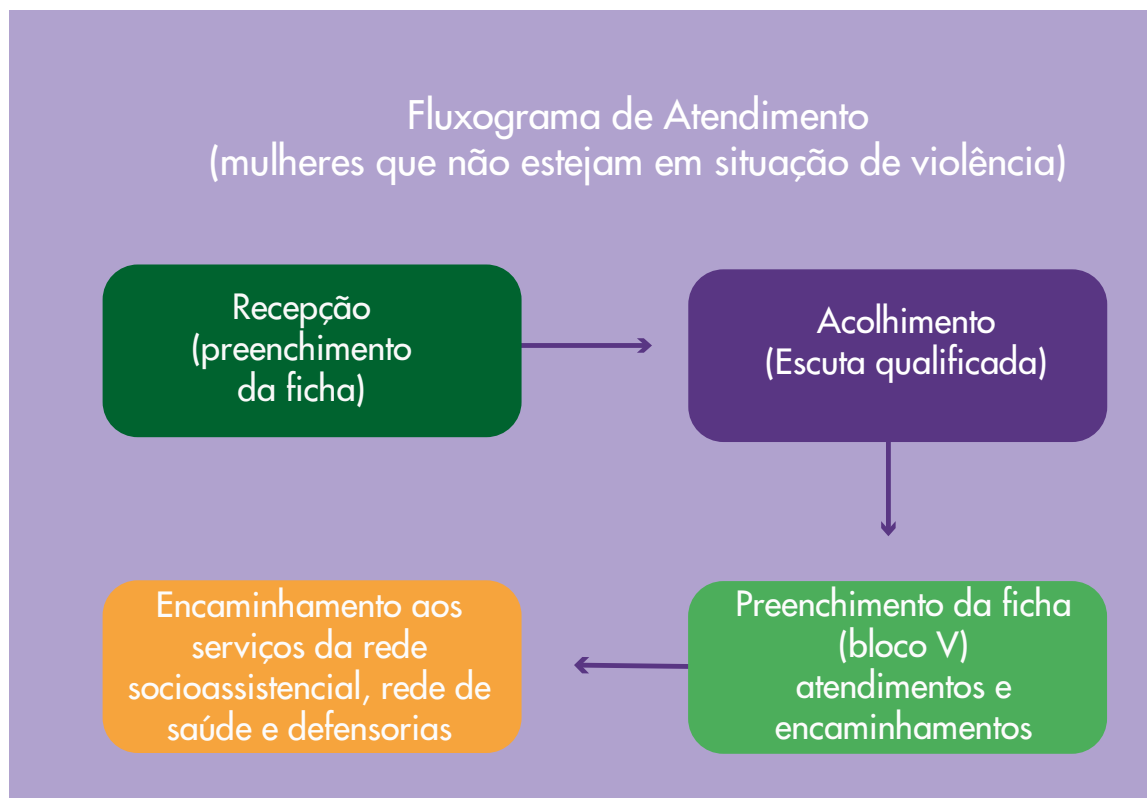 Fluxograma de Atendimento
(mulheres que não estejam em situação de violência)
Recepção
(preenchimento
da ficha)
Acolhimento
(Escuta qualificada)
Preenchimento da ficha
(bloco V)
atendimentos e
encaminhamentos
Encaminhamento aos
serviços da rede
socioassistencial, rede de
saúde e defensorias